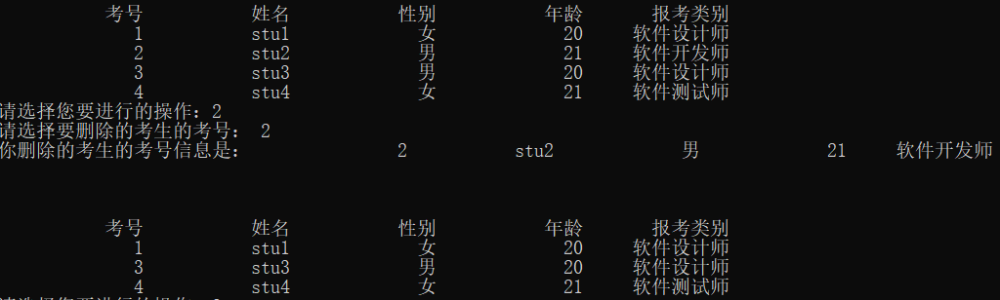 考号 姓名 性别 年龄 报考类别
1 stu1 女 20 软件设计师
2 stu2 男 21 软件开发师
3 stu3 男 20 软件设计师
4 stu4 女 21 软件测试师
请选择您要进行的操作：2
请选择要删除的考生的考号： 2
你删除的考生的考号信息是： 2 stu2 男 21 软件开发师
考号 姓名 性别 年龄 报考类别
1 stu1 女 20 软件设计师
3 stu3 男 20 软件设计师
4 stu4 女 21 软件测试师